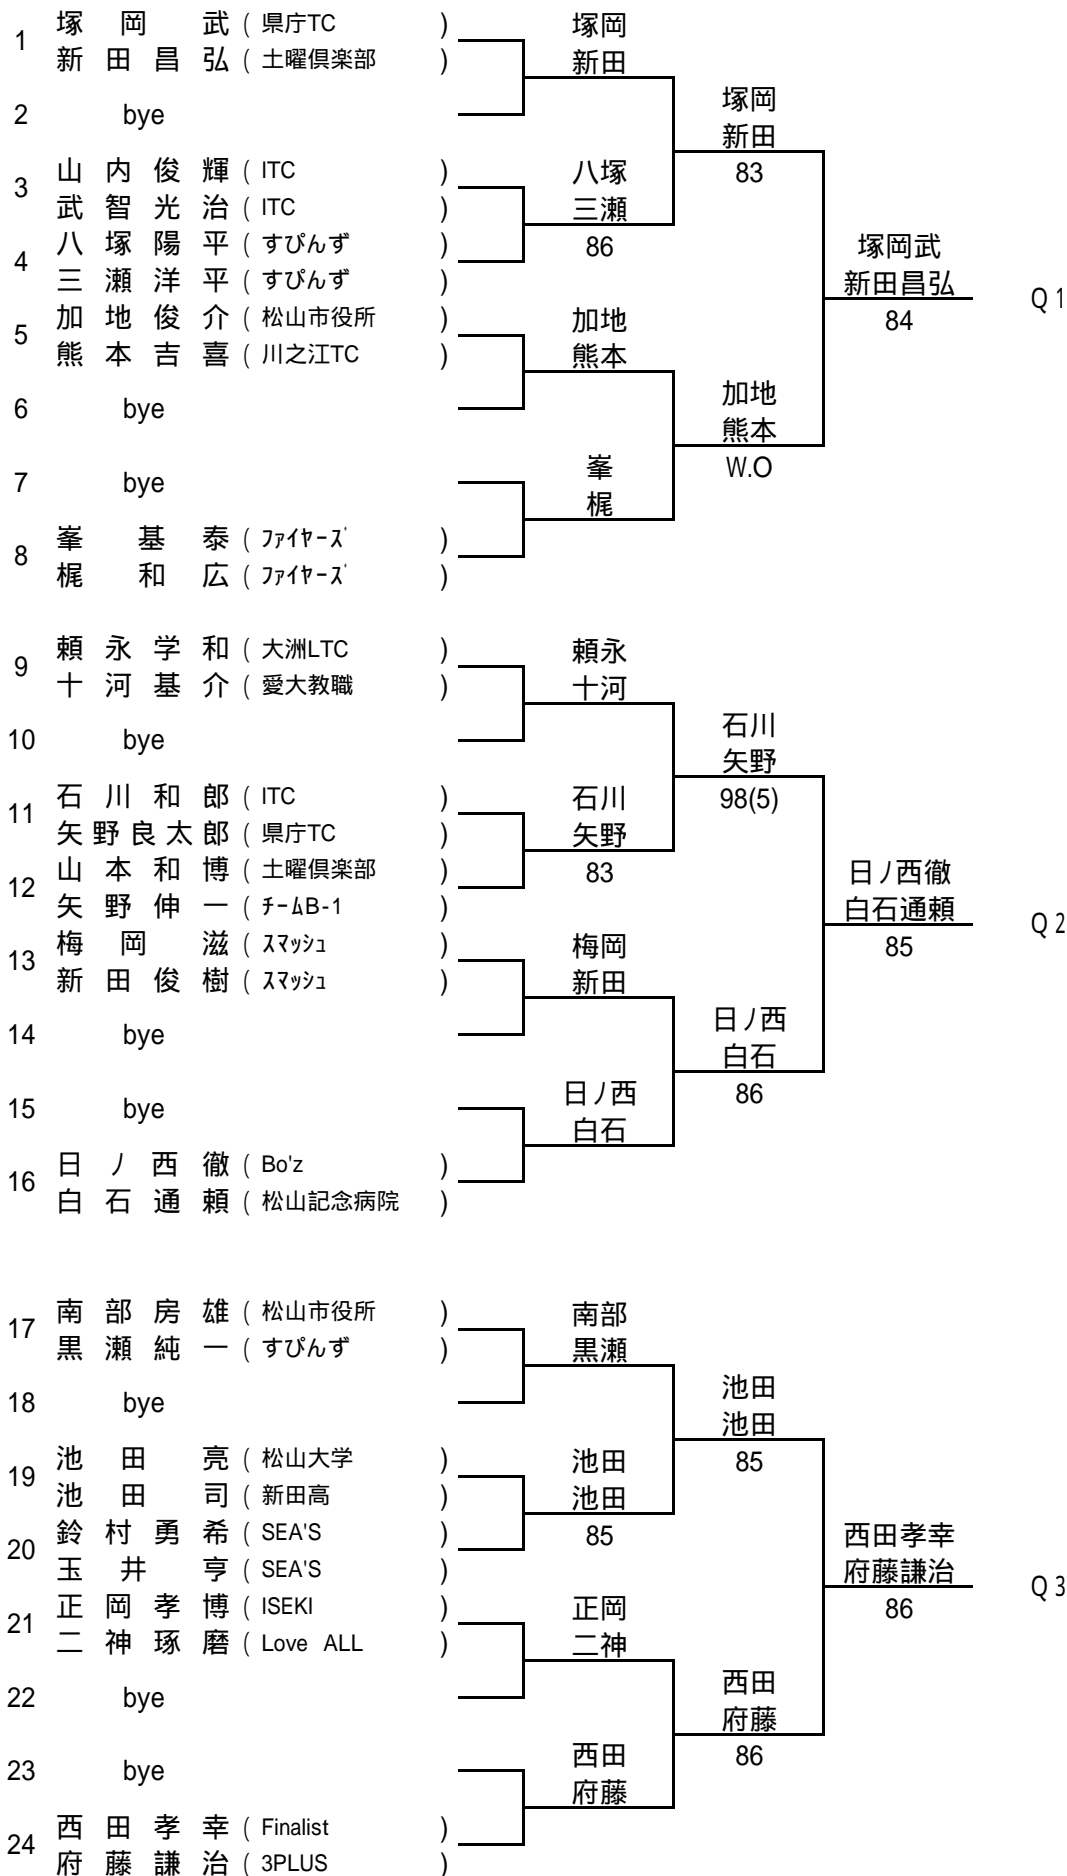 1
塚岡武 ( 県庁TC )
新田昌弘 ( 土曜倶楽部 )
2 bye
3
山内俊輝 ( ITC )
武智光治 ( ITC )
4
八塚陽平 ( すぴんず )
三瀬洋平 ( すぴんず )
5
加地俊介 ( 松山市役所 )
熊本吉喜 ( 川之江TC )
6 bye
7 bye
8
峯基泰 ( ﾌｧｲﾔｰｽﾞ )
梶和広 ( ﾌｧｲﾔｰｽﾞ )
塚岡
新田
八塚
三瀬
86
加地
熊本
峯
梶
塚岡
新田
83
加地
熊本
W.O
塚岡武
新田昌弘
84
Q1
9
頼永学和 ( 大洲LTC )
十河基介 ( 愛大教職 )
10 bye
11
石川和郎 ( ITC )
矢野良太郎 ( 県庁TC )
12
山本和博 ( 土曜倶楽部 )
矢野伸一 ( ﾁｰﾑB-1 )
13
梅岡滋 ( ｽﾏｯｼｭ )
新田俊樹 ( ｽﾏｯｼｭ )
14 bye
15 bye
16
日ノ西徹 ( Bo'z )
白石通頼 ( 松山記念病院 )
頼永
十河
石川
矢野
83
梅岡
新田
日ノ西
白石
石川
矢野
98(5)
日ノ西
白石
86
日ノ西徹
白石通頼
85
Q2
17
南部房雄 ( 松山市役所 )
黒瀬純一 ( すぴんず )
18 bye
19
池田亮 ( 松山大学 )
池田司 ( 新田高 )
20
鈴村勇希 ( SEA'S )
玉井亨 ( SEA'S )
21
正岡孝博 ( ISEKI )
二神琢磨 ( Love ALL )
22 bye
23 bye
24
西田孝幸 ( Finalist )
府藤謙治 ( 3PLUS )
南部
黒瀬
池田
池田
85
正岡
二神
西田
府藤
池田
池田
85
西田
府藤
86
西田孝幸
府藤謙治
86
Q3